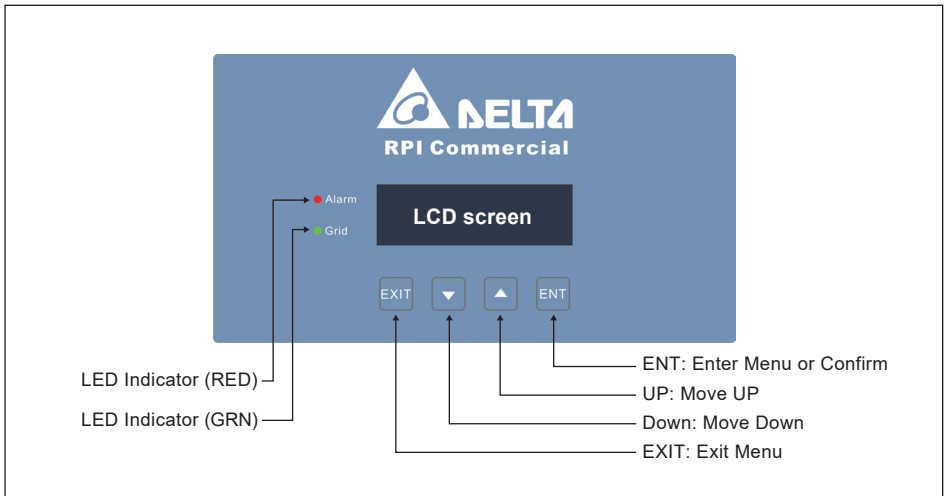 DELTA
RPI Commercial
Alarm
LCD screen
Grid
EXIT
ENT
ENT: Enter Menu or Confirm
LED Indicator (RED)
UP: Move UP
LED Indicator (GRN)
Down: Move Down
EXIT: Exit Menu